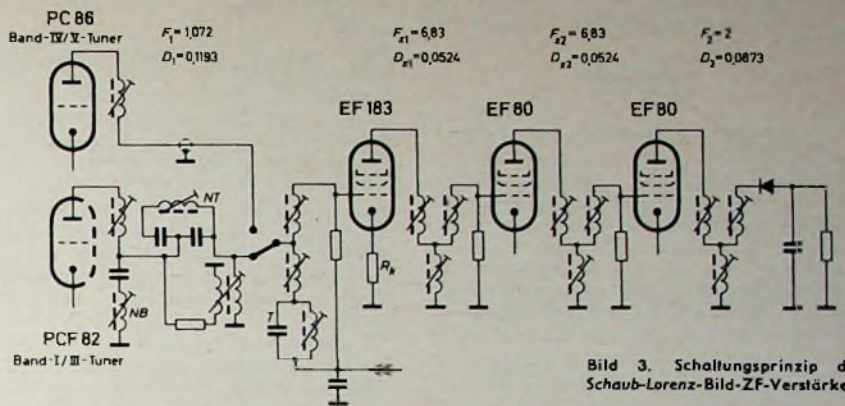 PC 86
Band-IV/V-Tuner
F₁=1,072
D₁=0,1193
Fz1=6,83
Dz1=0,0524
Fz2=6,83
Dz2=0,0524
F₂=2
D₂=0,0873
EF 183
EF 80
EF 80
NT
NB
T
Rk
PCF 82
Band-I/III-Tuner
Bild 3. Schaltungsprinzip d
Schaub-Lorenz-Bild-ZF-Verstärke